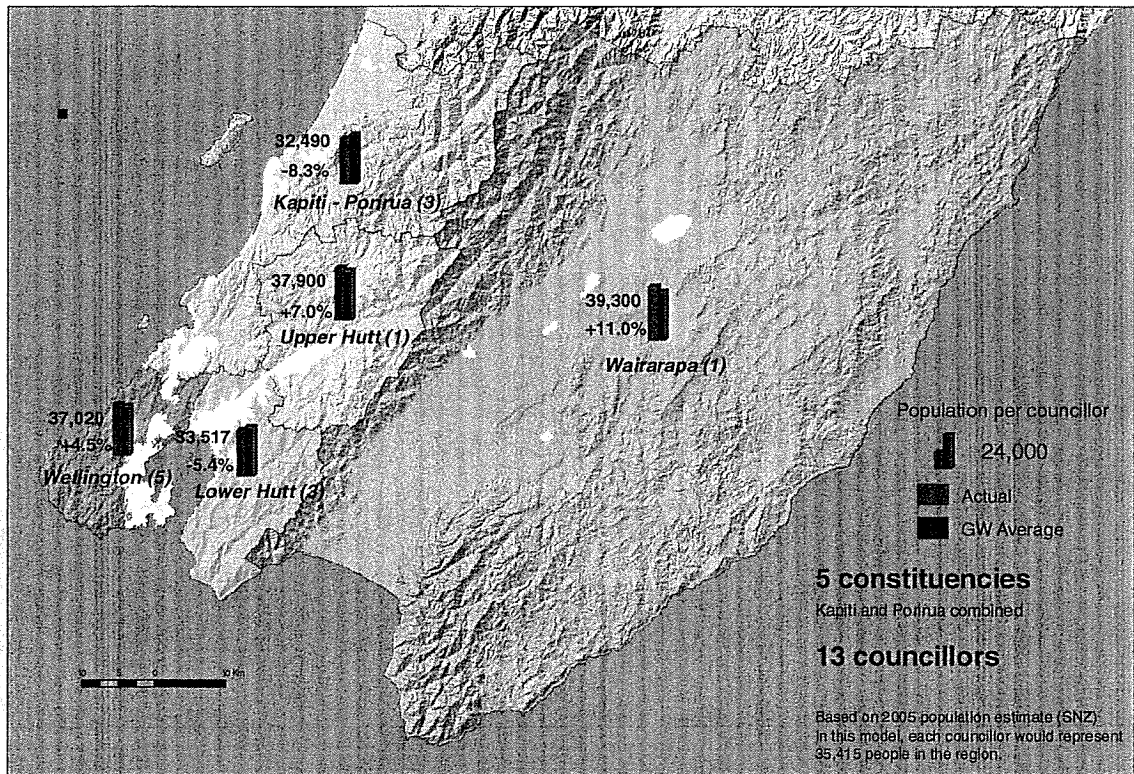 32,490
-8.3%
Kapiti - Porirua (3)
37,900
+7.0%
Upper Hutt (1)
39,300
+11.0%
Wairarapa (1)
37,020
+4.5%
Wellington (5)
33,517
-5.4%
Lower Hutt (3)
Population per councillor
24,000
Actual
GW Average
5 constituencies
Kapiti and Porirua combined
13 councillors
Based on 2005 population estimate (SNZ)
In this model, each councillor would represent
35,415 people in the region.